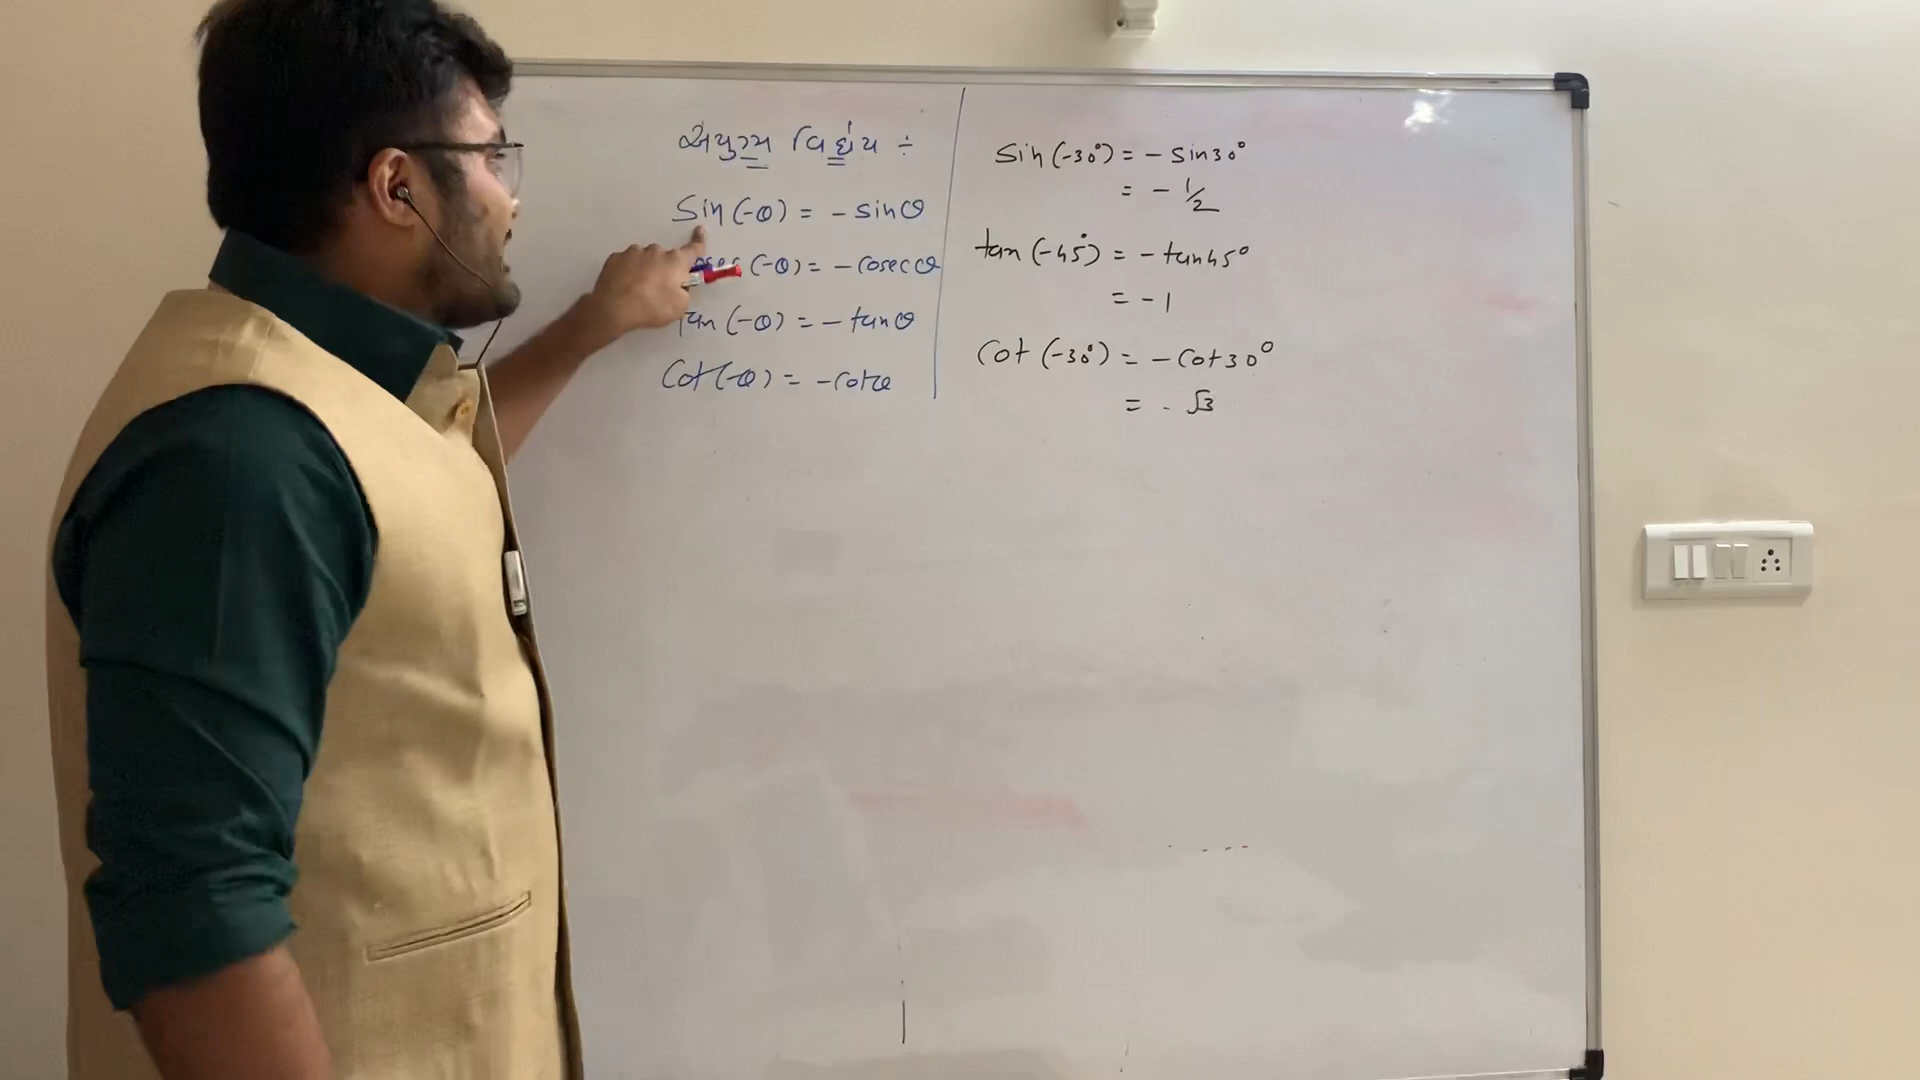 અયુગ્મ વિધેય ÷
sin (-θ) = - sinθ
(-θ) = - cosecθ
tan (-θ) = - tanθ
cot (-θ) = - cotθ
sin (-30°) = - sin30°
= - 1/2
tan (-45°) = - tan45°
= - 1
cot (-30°) = - cot30°
= - √3